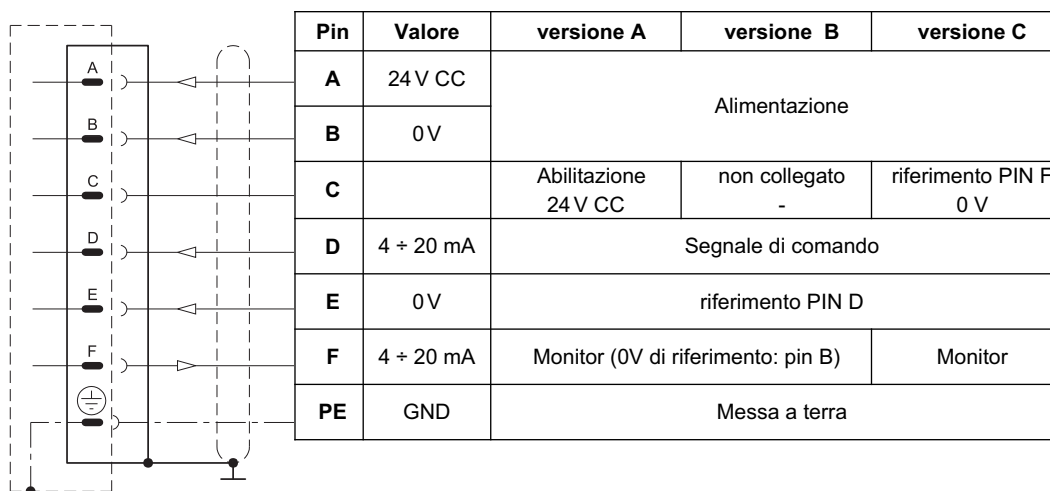 A
B
C
D
E
F
Pin Valore versione A versione B versione C
A 24 V CC Alimentazione
B 0 V
C Abilitazione 24 V CC non collegato - riferimento PIN F 0 V
D 4 ÷ 20 mA Segnale di comando
E 0 V riferimento PIN D
F 4 ÷ 20 mA Monitor (0V di riferimento: pin B) Monitor
PE GND Messa a terra